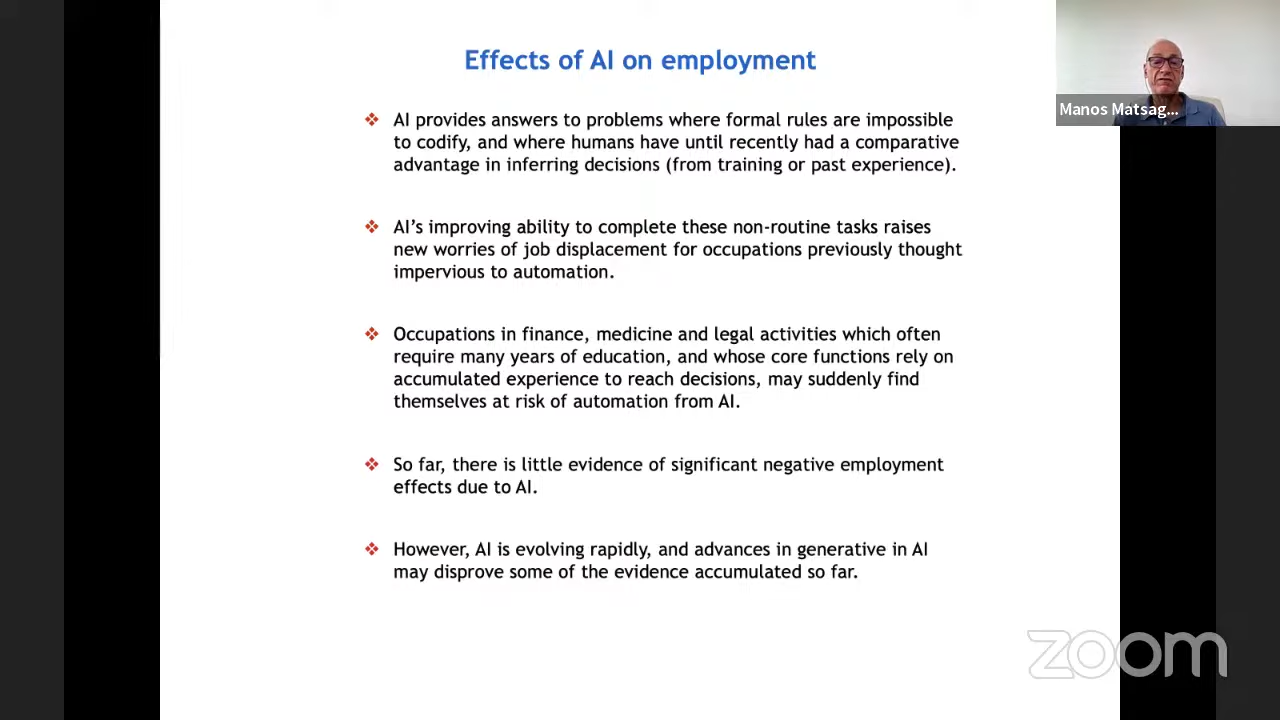 Effects of AI on employment
Manos Matsag...
❖ AI provides answers to problems where formal rules are impossible
to codify, and where humans have until recently had a comparative
advantage in inferring decisions (from training or past experience).
❖ AI's improving ability to complete these non-routine tasks raises
new worries of job displacement for occupations previously thought
impervious to automation.
❖ Occupations in finance, medicine and legal activities which often
require many years of education, and whose core functions rely on
accumulated experience to reach decisions, may suddenly find
themselves at risk of automation from AI.
❖ So far, there is little evidence of significant negative employment
effects due to AI.
❖ However, AI is evolving rapidly, and advances in generative in AI
may disprove some of the evidence accumulated so far.
zoom